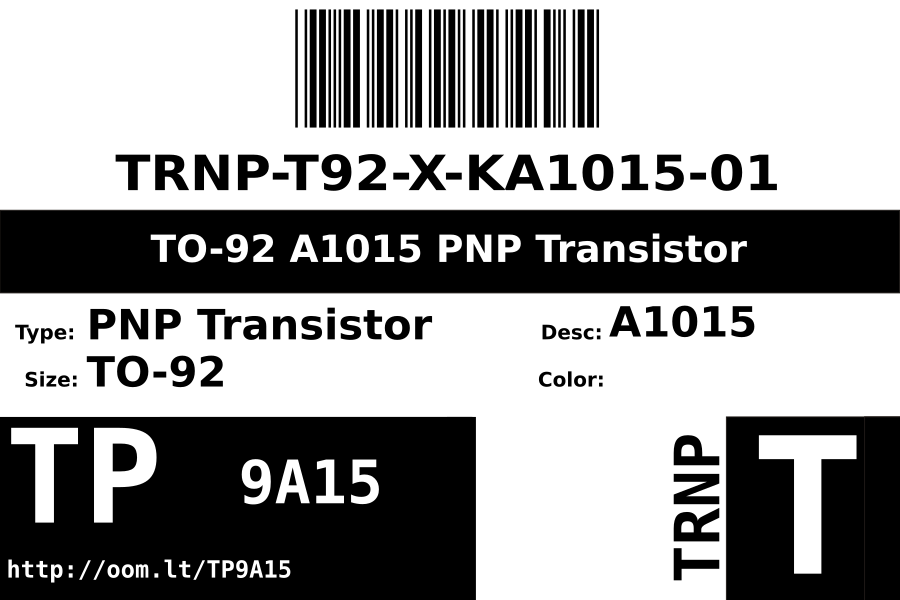 TRNP-T92-X-KA1015-01
TO-92 A1015 PNP Transistor
Type: PNP Transistor
Desc: A1015
Size: TO-92
Color:
TP
9A15
http://oom.lt/TP9A15
TRNP
T